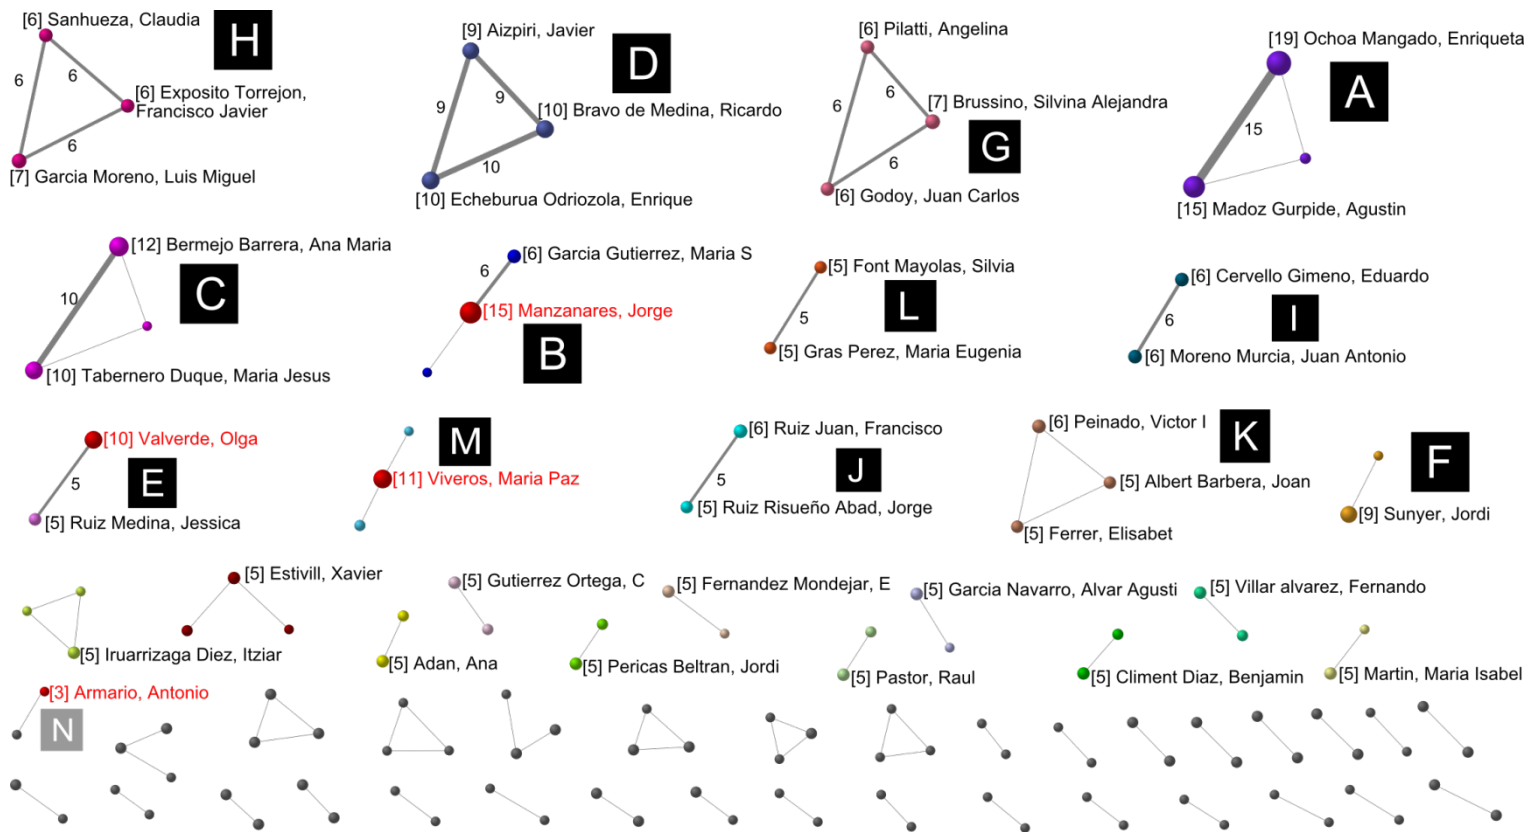 [6] Sanhueza, Claudia
H
6
6
[6] Exposito Torrejon,
Francisco Javier
6
[7] Garcia Moreno, Luis Miguel
[9] Aizpiri, Javier
D
9
9
[10] Bravo de Medina, Ricardo
10
[10] Echeburua Odriozola, Enrique
[6] Pilatti, Angelina
6
6
[7] Brussino, Silvina Alejandra
G
6
[6] Godoy, Juan Carlos
[19] Ochoa Mangado, Enriqueta
A
15
[15] Madoz Gurpide, Agustin
[12] Bermejo Barrera, Ana Maria
C
10
[10] Tabernero Duque, Maria Jesus
[6] Garcia Gutierrez, Maria S
6
[15] Manzanares, Jorge
B
[5] Font Mayolas, Silvia
L
5
[5] Gras Perez, Maria Eugenia
[6] Cervello Gimeno, Eduardo
I
6
[6] Moreno Murcia, Juan Antonio
[10] Valverde, Olga
E
5
[5] Ruiz Medina, Jessica
M
[11] Viveros, Maria Paz
[6] Ruiz Juan, Francisco
J
5
[5] Ruiz Risueño Abad, Jorge
[6] Peinado, Victor I
K
[5] Albert Barbera, Joan
[5] Ferrer, Elisabet
F
[9] Sunyer, Jordi
[5] Estivill, Xavier
[5] Iruarrizaga Diez, Itziar
[5] Gutierrez Ortega, C
[5] Adan, Ana
[5] Fernandez Mondejar, E
[5] Pericas Beltran, Jordi
[5] Garcia Navarro, Alvar Agusti
[5] Pastor, Raul
[5] Villar alvarez, Fernando
[5] Climent Diaz, Benjamin
[5] Martin, Maria Isabel
[3] Armario, Antonio
N